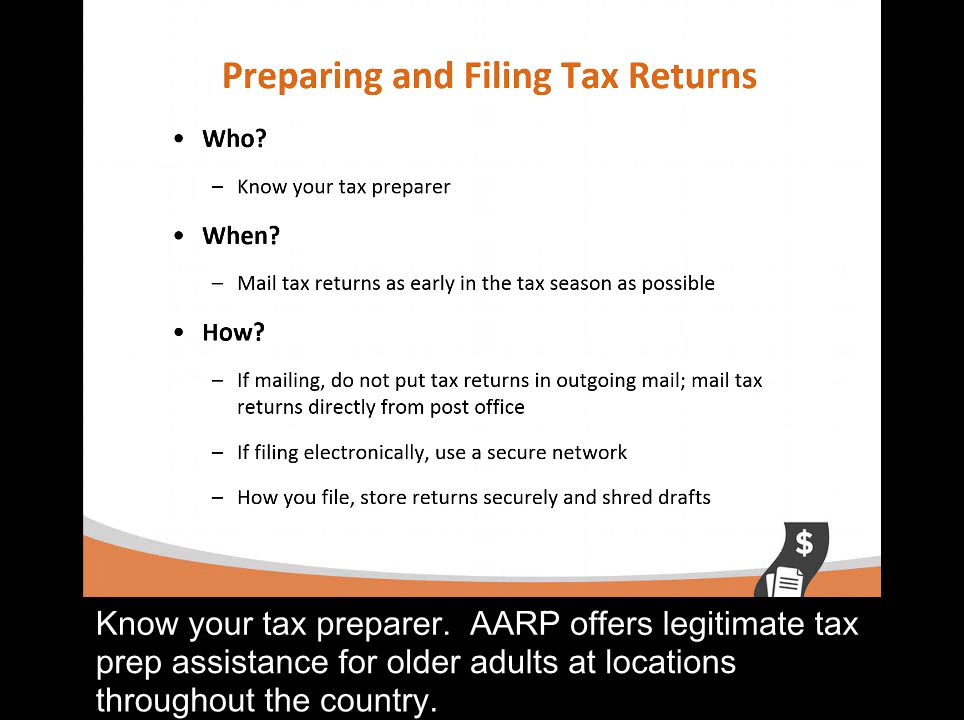 Preparing and Filing Tax Returns
• Who?
– Know your tax preparer
• When?
– Mail tax returns as early in the tax season as possible
• How?
– If mailing, do not put tax returns in outgoing mail; mail tax
returns directly from post office
– If filing electronically, use a secure network
– How you file, store returns securely and shred drafts
$
Know your tax preparer.  AARP offers legitimate tax
prep assistance for older adults at locations
throughout the country.